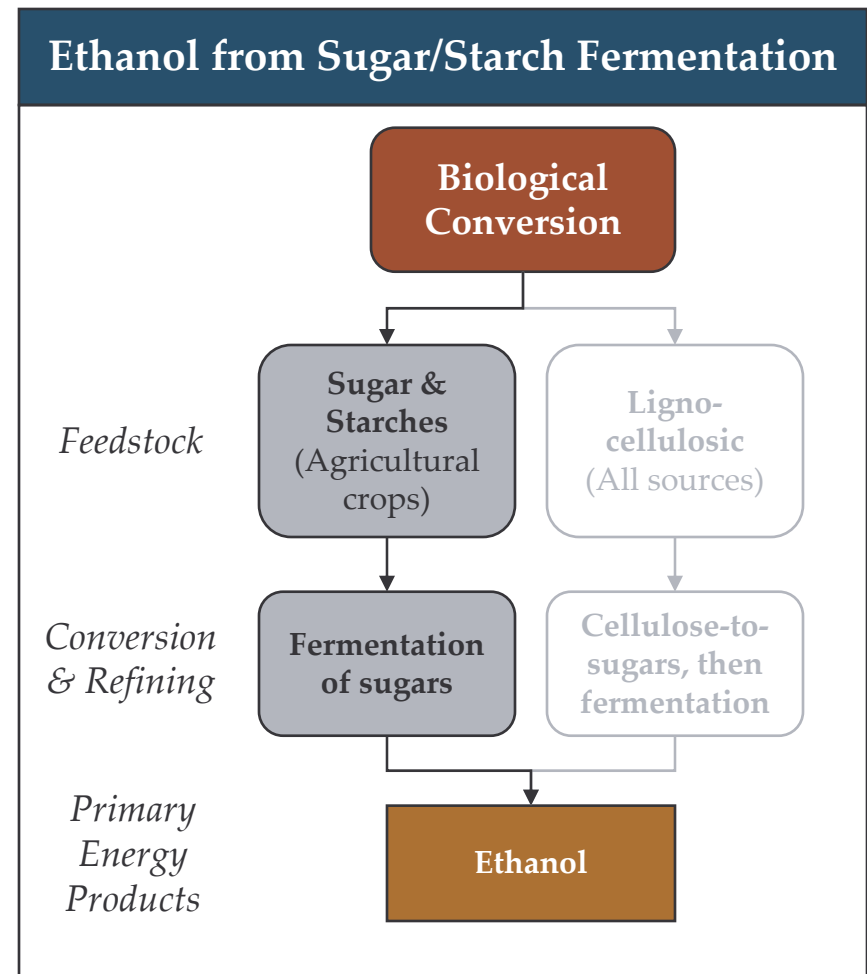 Ethanol from Sugar/Starch Fermentation
Biological
Conversion
Feedstock
Sugar &
Starches
(Agricultural
crops)
Ligno-
cellulosic
(All sources)
Conversion
& Refining
Fermentation
of sugars
Cellulose-to-
sugars, then
fermentation
Primary
Energy
Products
Ethanol